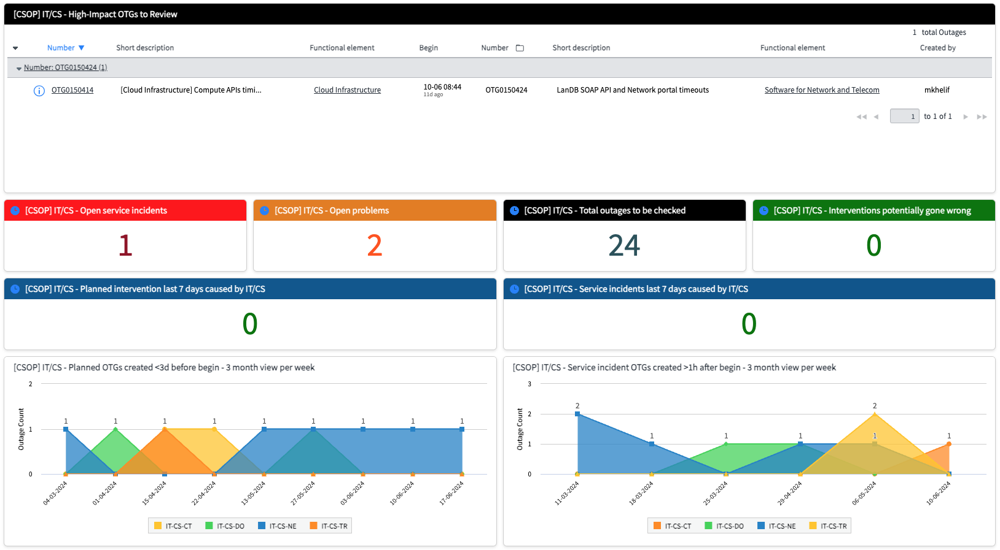 [CSOP] IT/CS - High-Impact OTGs to Review
1 total Outages
Number Short description Functional element Begin Number Short description Functional element Created by
Number: OTG0150424 (1)
OTG0150414 [Cloud Infrastructure] Compute APIs timi... Cloud Infrastructure 10-06 08:44 OTG0150424 LanDB SOAP API and Network portal timeouts Software for Network and Telecom mkhelif
11d ago
1 to 1 of 1
[CSOP] IT/CS - Open service incidents
1
[CSOP] IT/CS - Open problems
2
[CSOP] IT/CS - Total outages to be checked
24
[CSOP] IT/CS - Interventions potentially gone wrong
0
[CSOP] IT/CS - Planned intervention last 7 days caused by IT/CS
0
[CSOP] IT/CS - Service incidents last 7 days caused by IT/CS
0
[CSOP] IT/CS - Planned OTGs created <3d before begin - 3 month view per week
2
1
0
Outage Count
1 1 1 1 1 1 1 1 1
04-03-2024 01-04-2024 15-04-2024 22-04-2024 13-05-2024 27-05-2024 03-06-2024 10-06-2024 17-06-2024
IT-CS-CT IT-CS-DO IT-CS-NE IT-CS-TR
[CSOP] IT/CS - Service incident OTGs created >1h after begin - 3 month view per week
3
2
1
0
Outage Count
2 2
1 1 1 1 1
11-03-2024 18-03-2024 25-03-2024 29-04-2024 06-05-2024 10-06-2024
IT-CS-CT IT-CS-DO IT-CS-NE IT-CS-TR